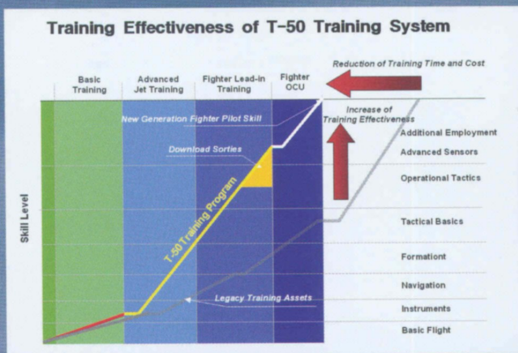 Training Effectiveness of T-50 Training System
Reduction of Training Time and Cost
Basic
Training
Advanced
Jet Training
Fighter Lead-in
Training
Fighter
OCU
Increase of
Training Effectiveness
New Generation Fighter Pilot Skill
Download Sorties
T-50 Training Program
Legacy Training Assets
Skill Level
Additional Employment
Advanced Sensors
Operational Tactics
Tactical Basics
Formationt
Navigation
Instruments
Basic Flight